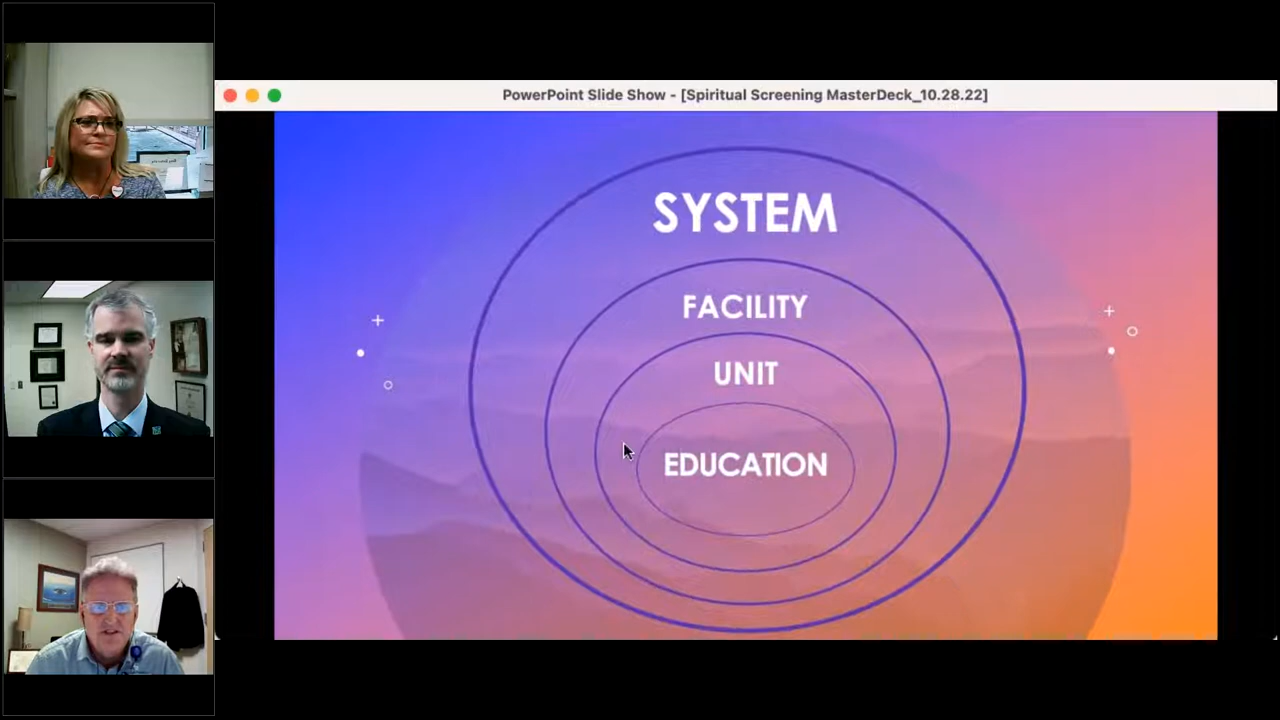 PowerPoint Slide Show - [Spiritual Screening MasterDeck_10.28.22]
SYSTEM
FACILITY
UNIT
EDUCATION